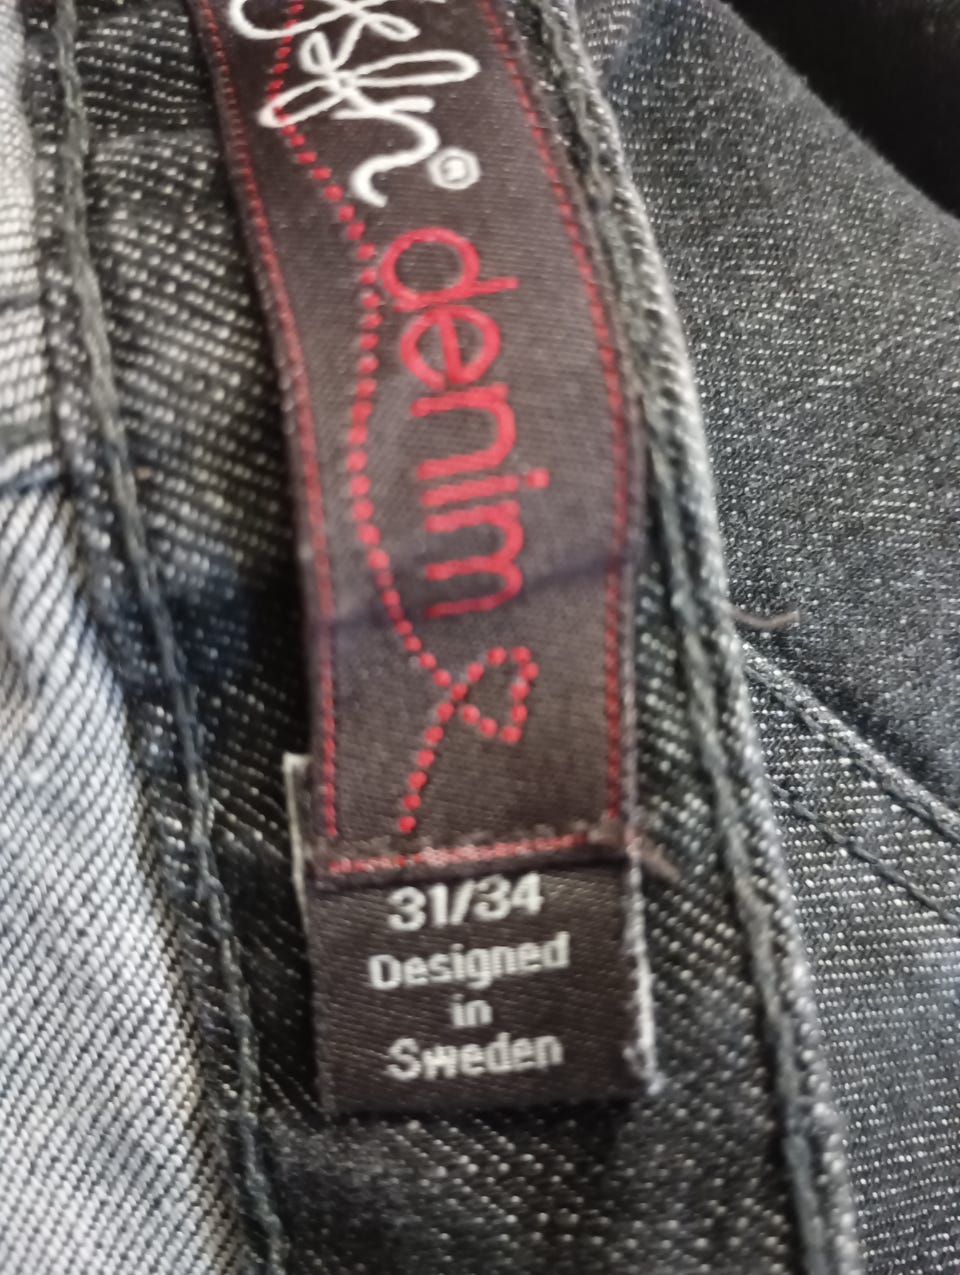 denim
31/34
Designed
in
Sweden